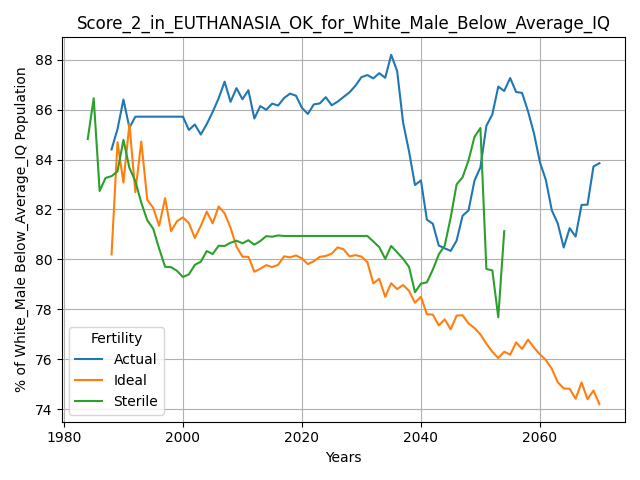 Score_2_in_EUTHANASIA_OK_for_White_Male_Below_Average_IQ
% of White_Male Below_Average_IQ Population
88
86
84
82
80
78
76
74
Fertility
Actual
Ideal
Sterile
1980
2000
2020
2040
2060
Years